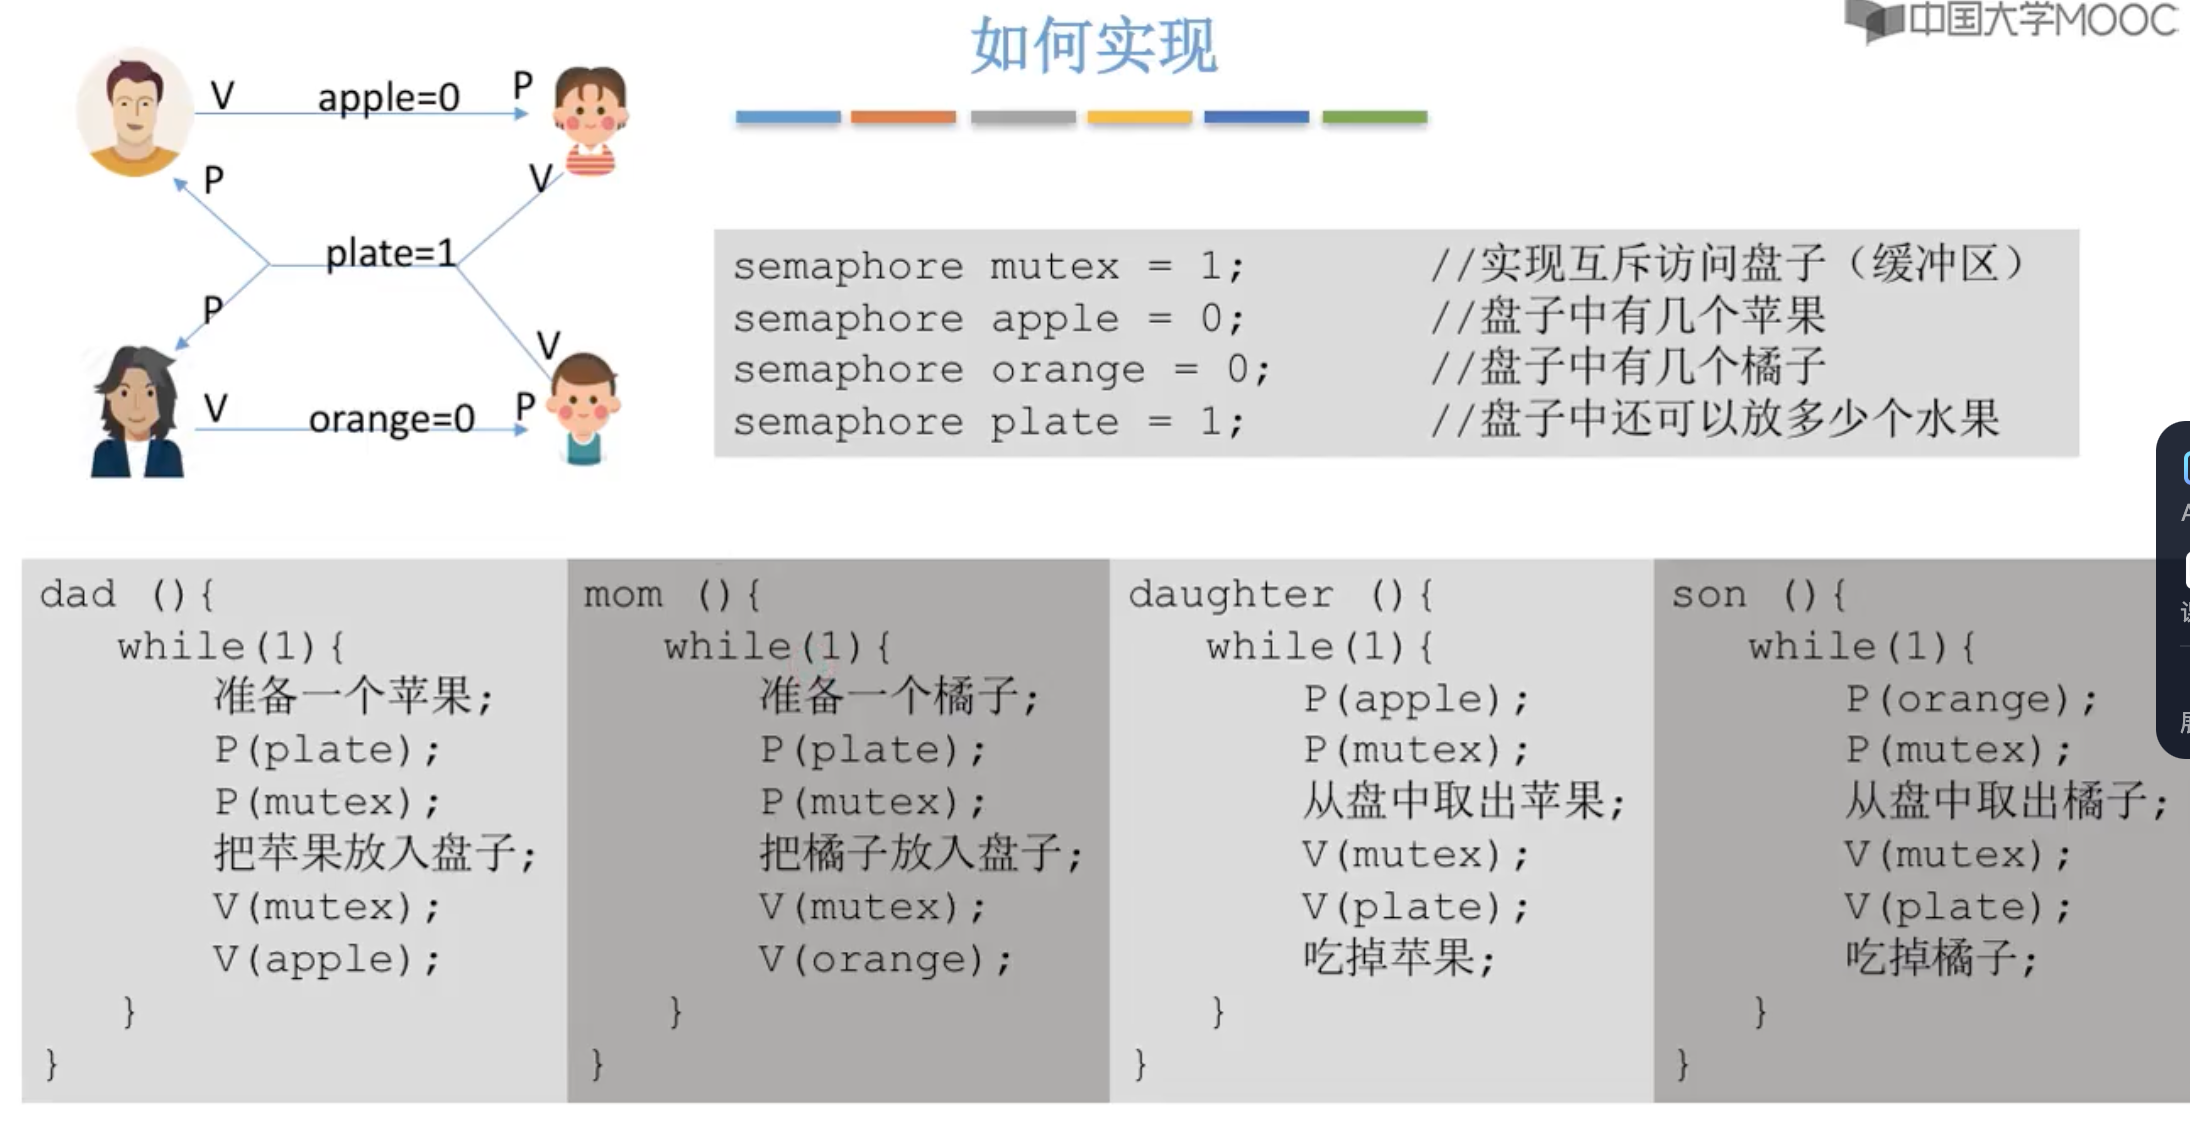 中国大学MOOC
如何实现
V apple=0 P
P V
plate=1
P V
V orange=0 P
semaphore mutex = 1; //实现互斥访问盘子（缓冲区）
semaphore apple = 0; //盘子中有几个苹果
semaphore orange = 0; //盘子中有几个橘子
semaphore plate = 1; //盘子中还可以放多少个水果
dad (){
while(1){
准备一个苹果;
P(plate);
P(mutex);
把苹果放入盘子;
V(mutex);
V(apple);
}
}
mom (){
while(1){
准备一个橘子;
P(plate);
P(mutex);
把橘子放入盘子;
V(mutex);
V(orange);
}
}
daughter (){
while(1){
P(apple);
P(mutex);
从盘中取出苹果;
V(mutex);
V(plate);
吃掉苹果;
}
}
son (){
while(1){
P(orange);
P(mutex);
从盘中取出橘子;
V(mutex);
V(plate);
吃掉橘子;
}
}